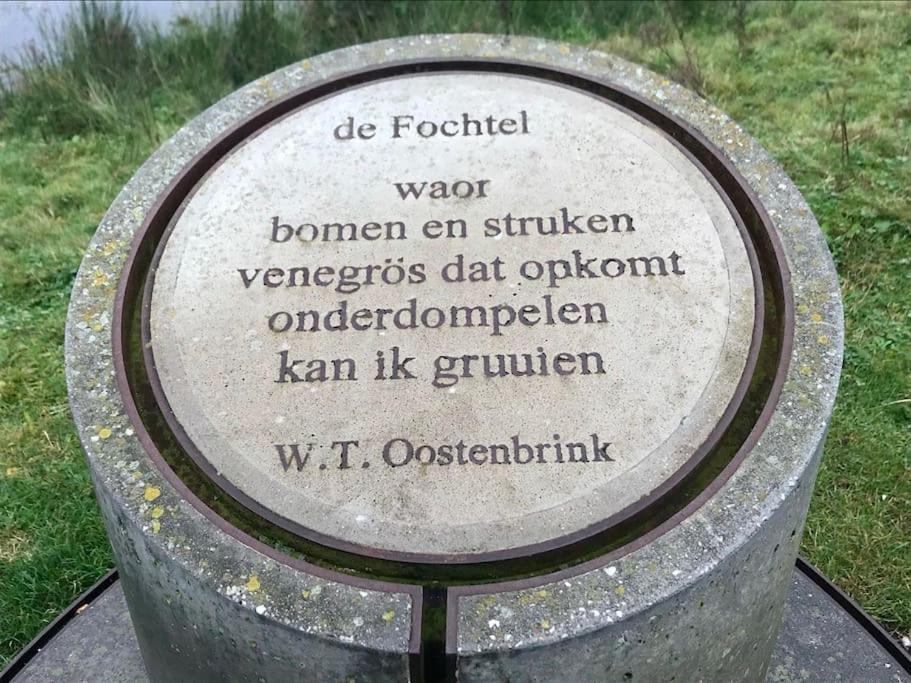 de Fochtel
waor
bomen en struken
venegrös dat opkomt
onderdompelen
kan ik gruuien
W.T. Oostenbrink